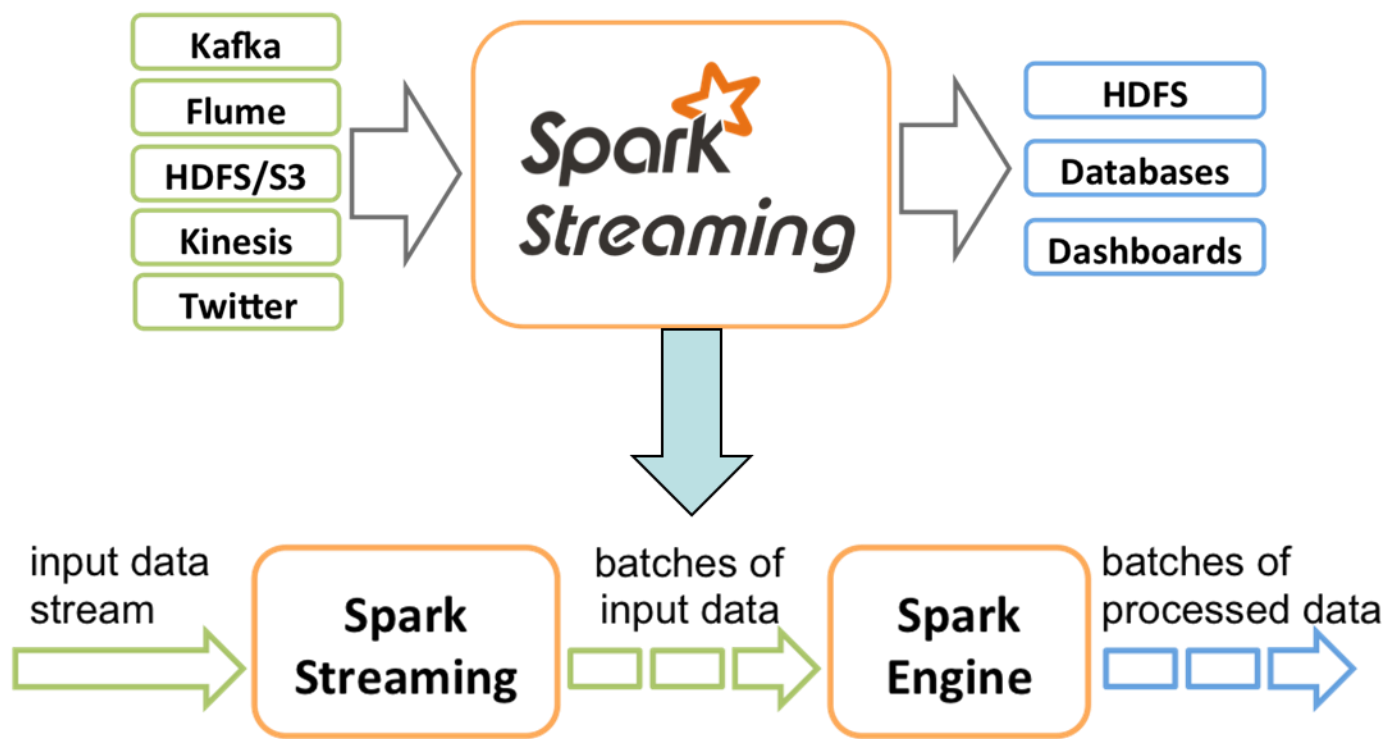 Kafka
Flume
HDFS/S3
Kinesis
Twitter
Spark
Streaming
HDFS
Databases
Dashboards
input data
stream
Spark
Streaming
batches of
input data
Spark
Engine
batches of
processed data